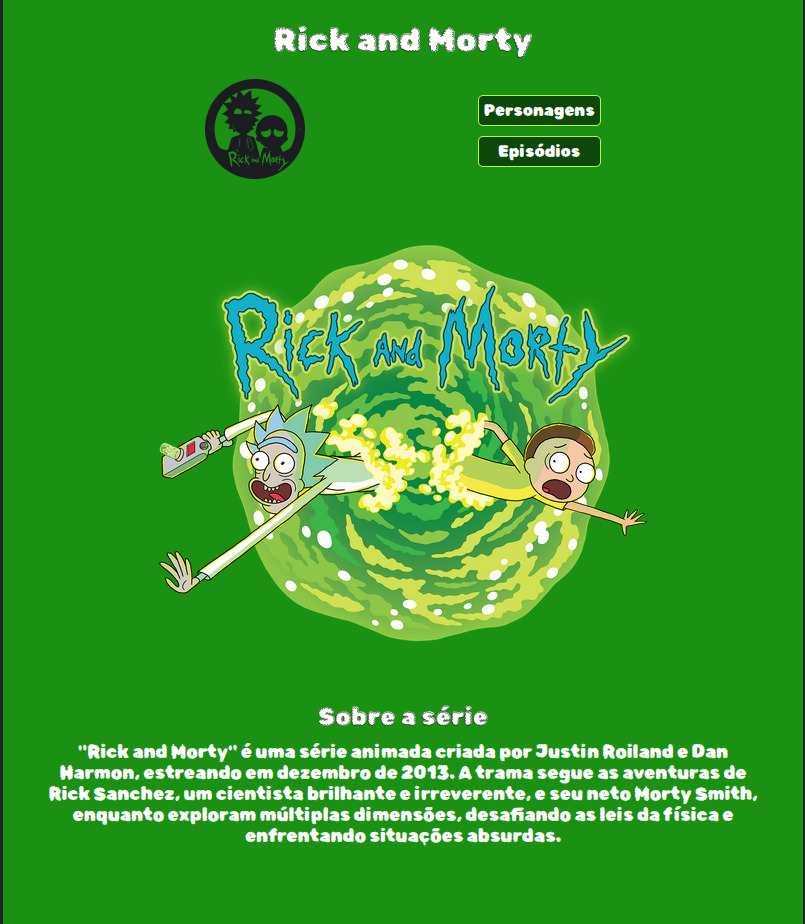 Rick and Morty
Rick and Morty
Personagens
Episódios
Rick and Morty
Sobre a série
"Rick and Morty" é uma série animada criada por Justin Roiland e Dan
Harmon, estreando em dezembro de 2013. A trama segue as aventuras de
Rick Sanchez, um cientista brilhante e irreverente, e seu neto Morty Smith,
enquanto exploram múltiplas dimensões, desafiando as leis da física e
enfrentando situações absurdas.